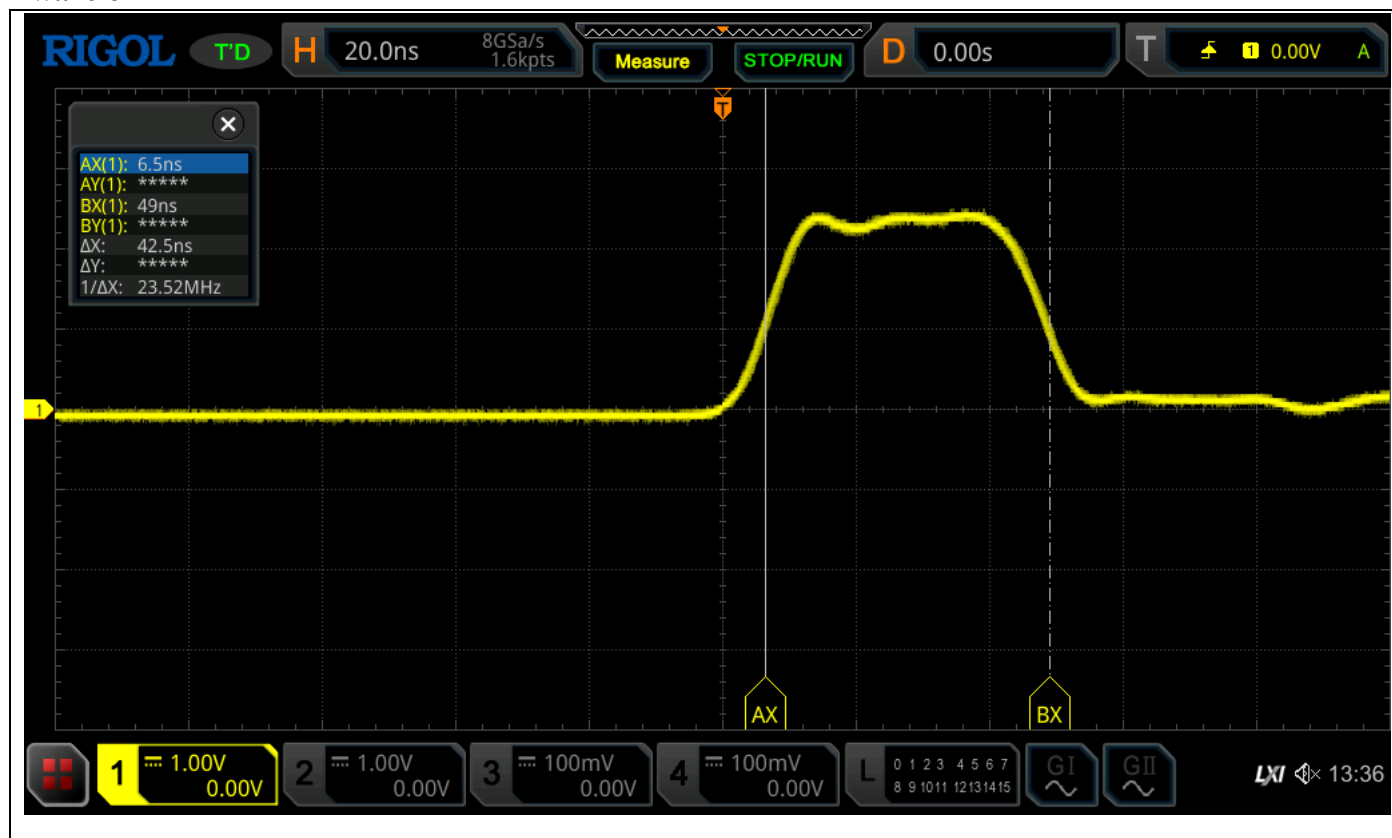 RIGOL T'D H 20.0ns 8GSa/s 1.6kpts Measure STOP/RUN D 0.00s T 1 0.00V A
T
AX(1): 6.5ns
AY(1): *****
BX(1): 49ns
BY(1): *****
ΔX: 42.5ns
ΔY: *****
1/ΔX: 23.52MHz
1
AX BX
1 1.00V 0.00V 2 1.00V 0.00V 3 100mV 0.00V 4 100mV 0.00V L 0 1 2 3 4 5 6 7 8 9 10 11 12 13 14 15 GI GII LXI 13:36